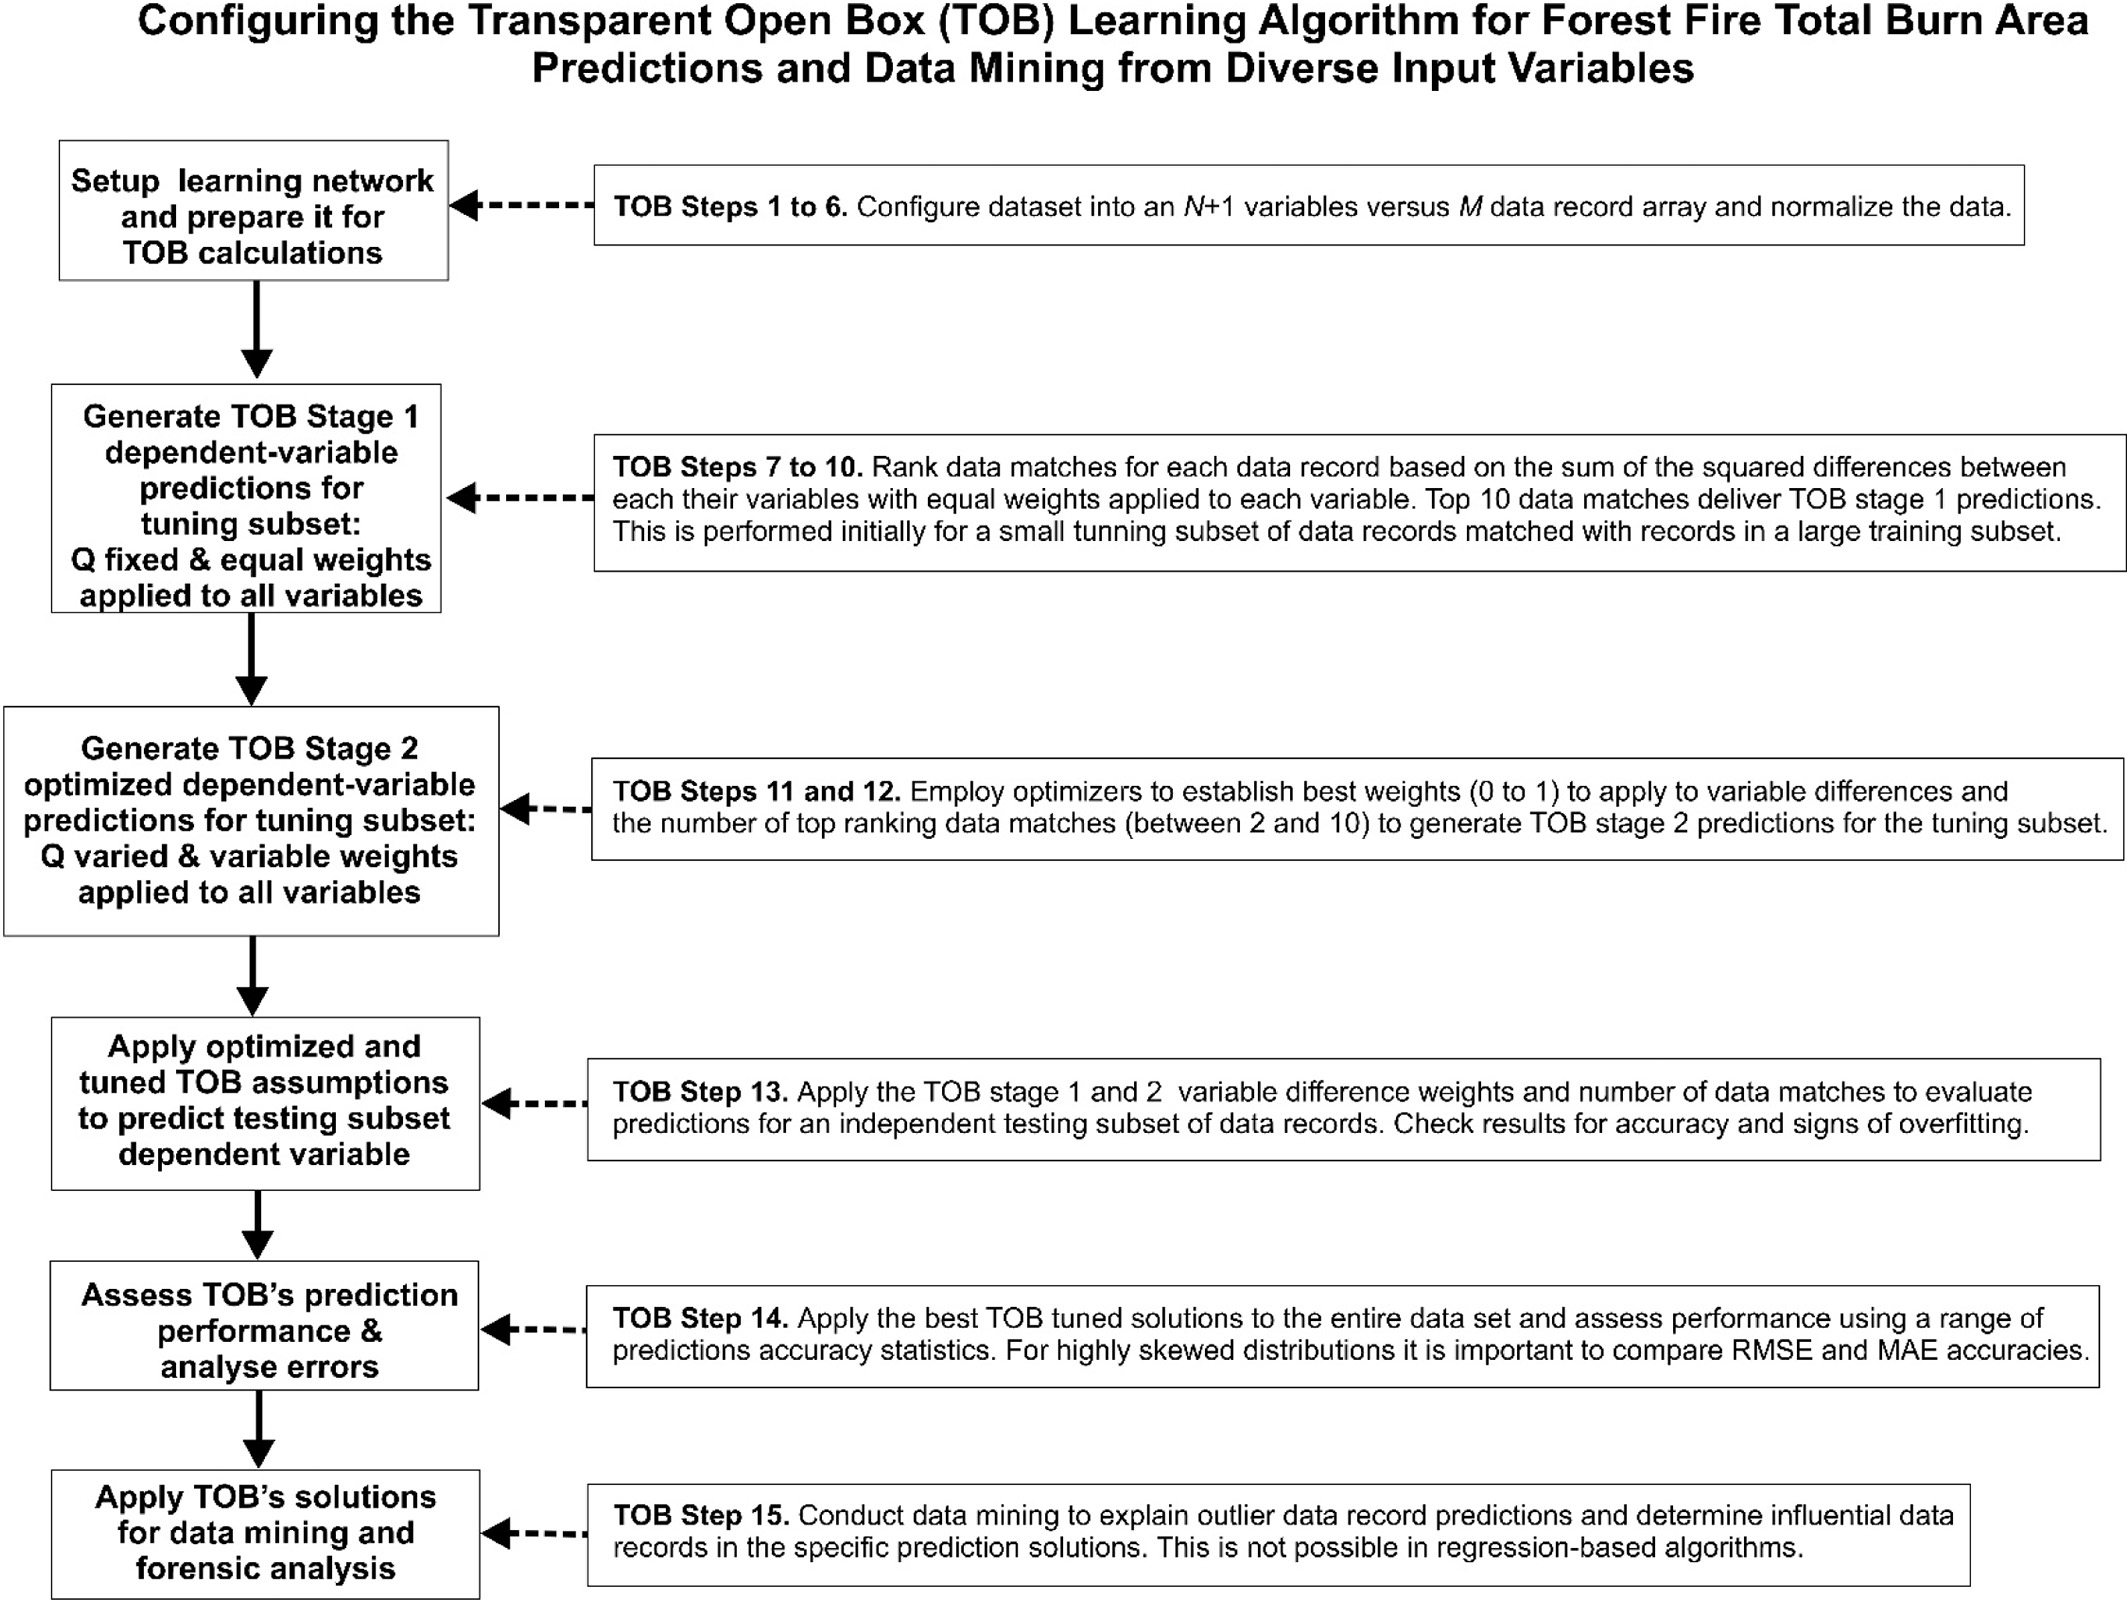 Configuring the Transparent Open Box (TOB) Learning Algorithm for Forest Fire Total Burn Area
Predictions and Data Mining from Diverse Input Variables
Setup learning network
and prepare it for
TOB calculations
TOB Steps 1 to 6. Configure dataset into an N+1 variables versus M data record array and normalize the data.
Generate TOB Stage 1
dependent-variable
predictions for
tuning subset:
Q fixed & equal weights
applied to all variables
TOB Steps 7 to 10. Rank data matches for each data record based on the sum of the squared differences between
each their variables with equal weights applied to each variable. Top 10 data matches deliver TOB stage 1 predictions.
This is performed initially for a small tunning subset of data records matched with records in a large training subset.
Generate TOB Stage 2
optimized dependent-variable
predictions for tuning subset:
Q varied & variable weights
applied to all variables
TOB Steps 11 and 12. Employ optimizers to establish best weights (0 to 1) to apply to variable differences and
the number of top ranking data matches (between 2 and 10) to generate TOB stage 2 predictions for the tuning subset.
Apply optimized and
tuned TOB assumptions
to predict testing subset
dependent variable
TOB Step 13. Apply the TOB stage 1 and 2 variable difference weights and number of data matches to evaluate
predictions for an independent testing subset of data records. Check results for accuracy and signs of overfitting.
Assess TOB's prediction
performance &
analyse errors
TOB Step 14. Apply the best TOB tuned solutions to the entire data set and assess performance using a range of
predictions accuracy statistics. For highly skewed distributions it is important to compare RMSE and MAE accuracies.
Apply TOB's solutions
for data mining and
forensic analysis
TOB Step 15. Conduct data mining to explain outlier data record predictions and determine influential data
records in the specific prediction solutions. This is not possible in regression-based algorithms.